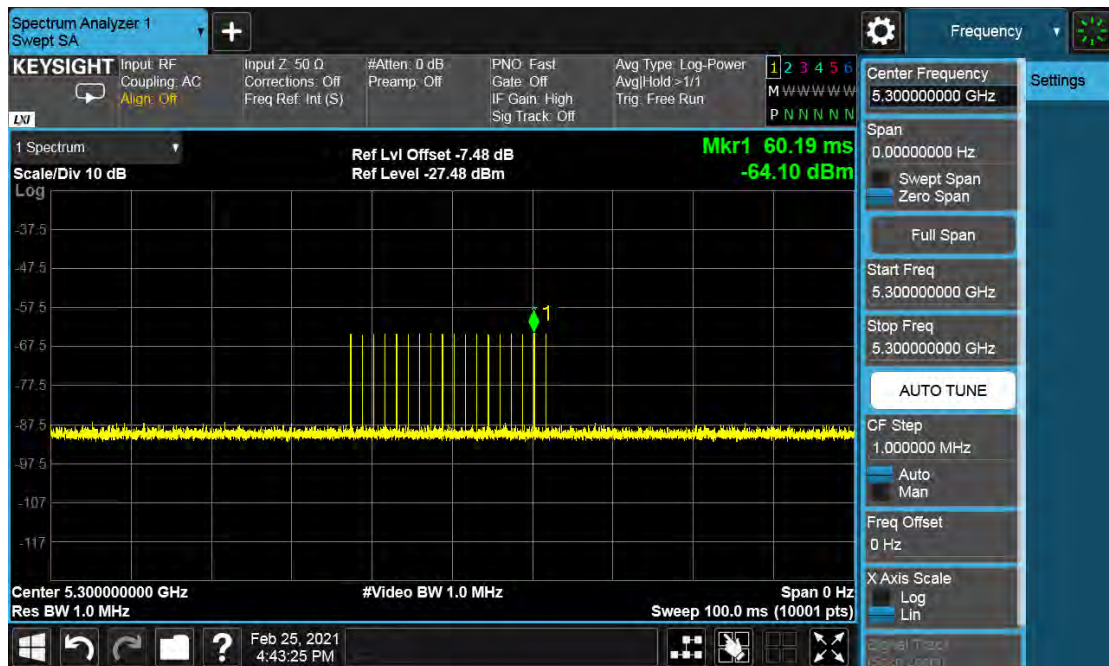 Spectrum Analyzer 1
Swept SA
+
Frequency
KEYSIGHT
LXI
Input: RF
Coupling: AC
Align: Off
Input Z: 50 Ω
Corrections: Off
Freq Ref: Int (S)
#Atten: 0 dB
Preamp: Off
PNO: Fast
Gate: Off
IF Gain: High
Sig Track: Off
Avg Type: Log-Power
Avg|Hold:>1/1
Trig: Free Run
1 2 3 4 5 6
M W W W W W
P N N N N N
1 Spectrum
Scale/Div 10 dB
Ref Lvl Offset -7.48 dB
Ref Level -27.48 dBm
Mkr1 60.19 ms
-64.10 dBm
Log
-37.5
-47.5
-57.5
-67.5
-77.5
-87.5
-97.5
-107
-117
1
Center 5.300000000 GHz
Res BW 1.0 MHz
#Video BW 1.0 MHz
Span 0 Hz
Sweep 100.0 ms (10001 pts)
Center Frequency
5.300000000 GHz
Settings
Span
0.00000000 Hz
Swept Span
Zero Span
Full Span
Start Freq
5.300000000 GHz
Stop Freq
5.300000000 GHz
AUTO TUNE
CF Step
1.000000 MHz
Auto
Man
Freq Offset
0 Hz
X Axis Scale
Log
Lin
Signal Track
?
Feb 25, 2021
4:43:25 PM